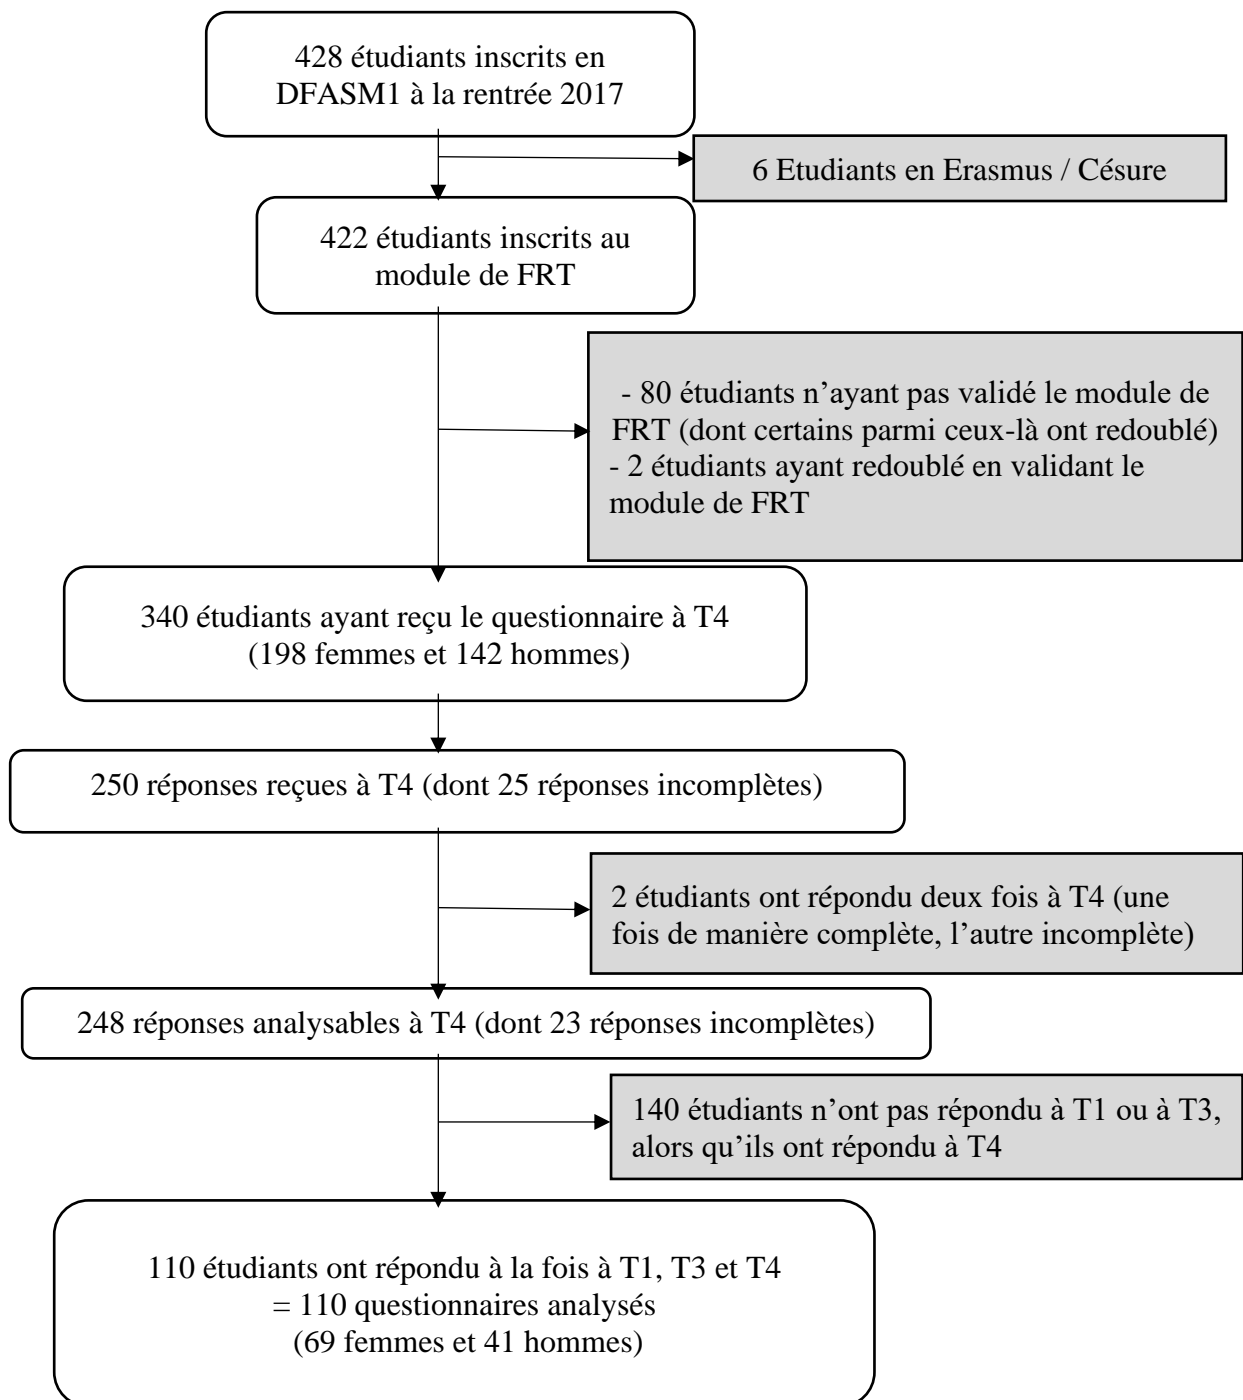 428 étudiants inscrits en
DFASM1 à la rentrée 2017
6 Etudiants en Erasmus / Césure
422 étudiants inscrits au
module de FRT
- 80 étudiants n’ayant pas validé le module de
FRT (dont certains parmi ceux-là ont redoublé)
- 2 étudiants ayant redoublé en validant le
module de FRT
340 étudiants ayant reçu le questionnaire à T4
(198 femmes et 142 hommes)
250 réponses reçues à T4 (dont 25 réponses incomplètes)
2 étudiants ont répondu deux fois à T4 (une
fois de manière complète, l’autre incomplète)
248 réponses analysables à T4 (dont 23 réponses incomplètes)
140 étudiants n’ont pas répondu à T1 ou à T3,
alors qu’ils ont répondu à T4
110 étudiants ont répondu à la fois à T1, T3 et T4
= 110 questionnaires analysés
(69 femmes et 41 hommes)